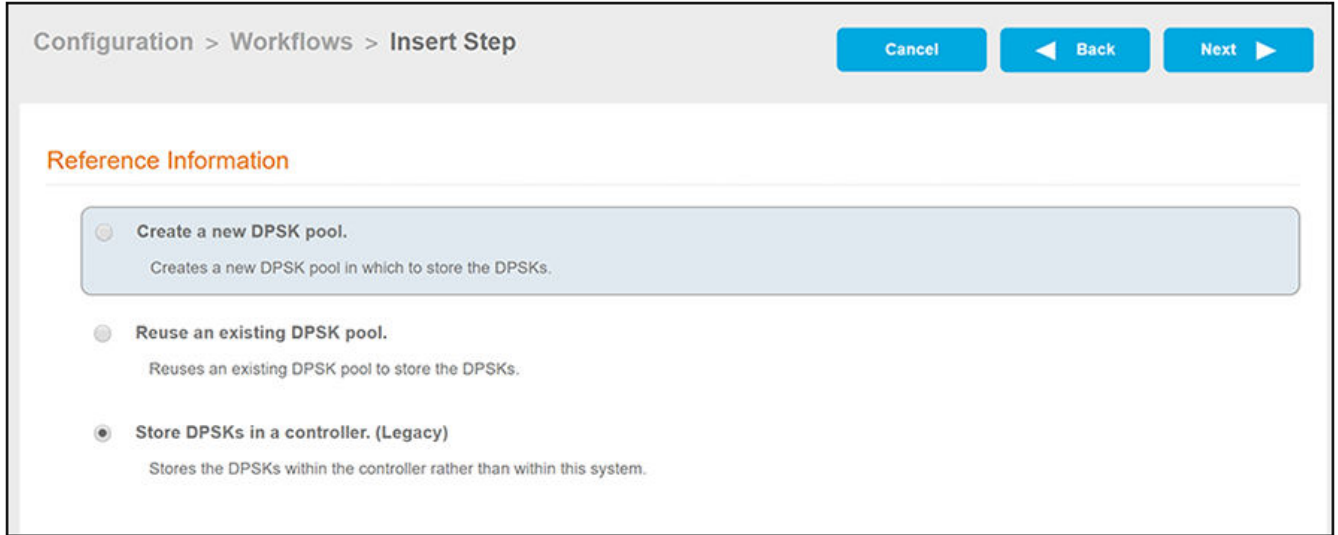 Configuration > Workflows > Insert Step
Cancel
Back
Next
Reference Information
Create a new DPSK pool.
Creates a new DPSK pool in which to store the DPSKs.
Reuse an existing DPSK pool.
Reuses an existing DPSK pool to store the DPSKs.
Store DPSKs in a controller. (Legacy)
Stores the DPSKs within the controller rather than within this system.